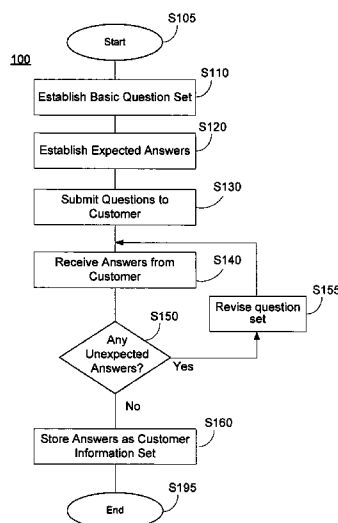 S105
Start
100
S110
Establish Basic Question Set
S120
Establish Expected Answers
S130
Submit Questions to
Customer
S140
Receive Answers from
Customer
S155
Revise question
set
S150
Any
Unexpected
Answers?
Yes
No
S160
Store Answers as Customer
Information Set
S195
End